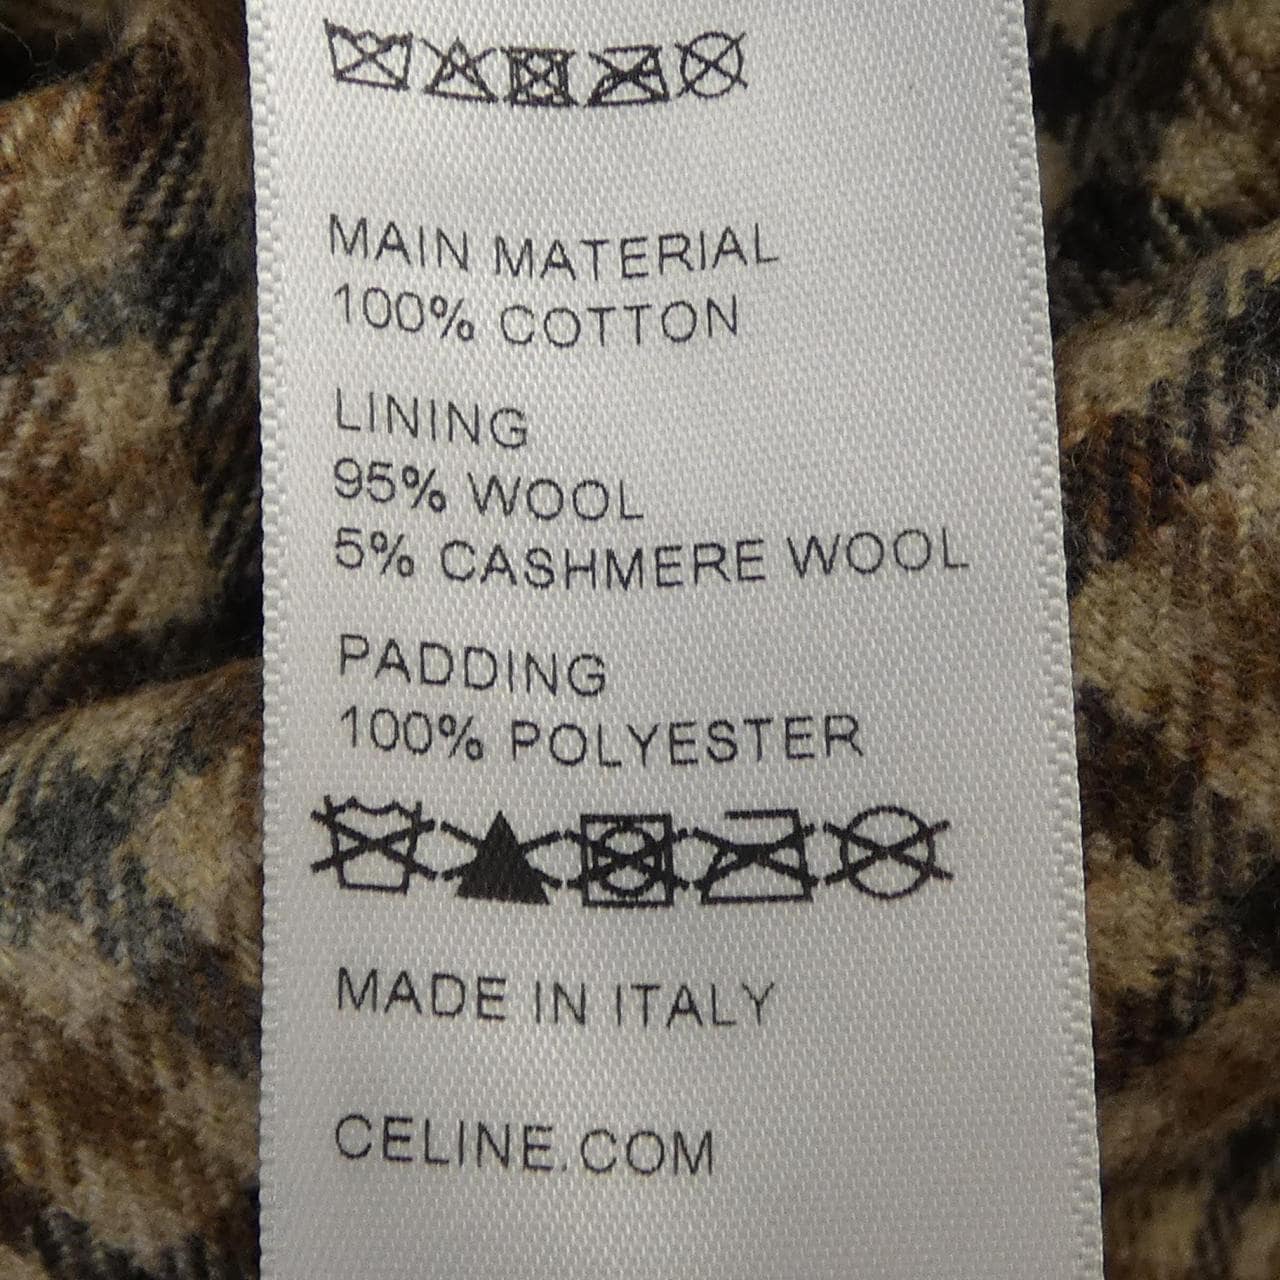 MAIN MATERIAL
100% COTTON
LINING
95% WOOL
5% CASHMERE WOOL
PADDING
100% POLYESTER
MADE IN ITALY
CELINE.COM